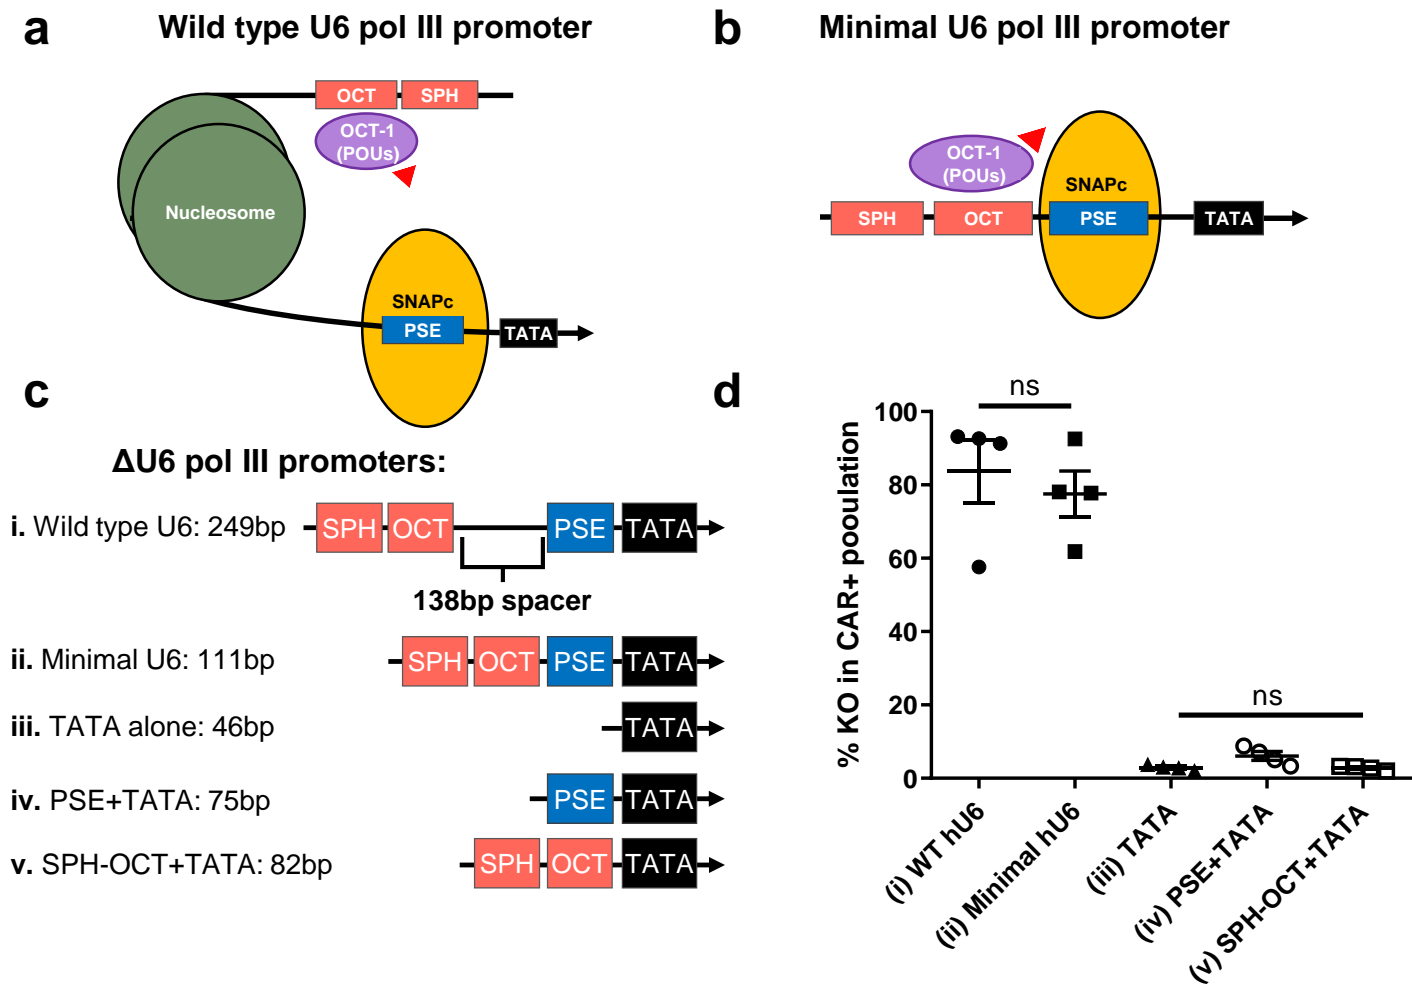 a
Wild type U6 pol III promoter
OCT
SPH
OCT-1
(POUs)
Nucleosome
SNAPc
PSE
TATA
b
Minimal U6 pol III promoter
OCT-1
(POUs)
SNAPc
SPH
OCT
PSE
TATA
c
ΔU6 pol III promoters:
i. Wild type U6: 249bp
SPH
OCT
PSE
TATA
138bp spacer
ii. Minimal U6: 111bp
SPH
OCT
PSE
TATA
iii. TATA alone: 46bp
TATA
iv. PSE+TATA: 75bp
PSE
TATA
v. SPH-OCT+TATA: 82bp
SPH
OCT
TATA
d
% KO in CAR+ pooulation
100
80
60
40
20
0
ns
ns
(i) WT hU6
(ii) Minimal hU6
(iii) TATA
(iv) PSE+TATA
(v) SPH-OCT+TATA